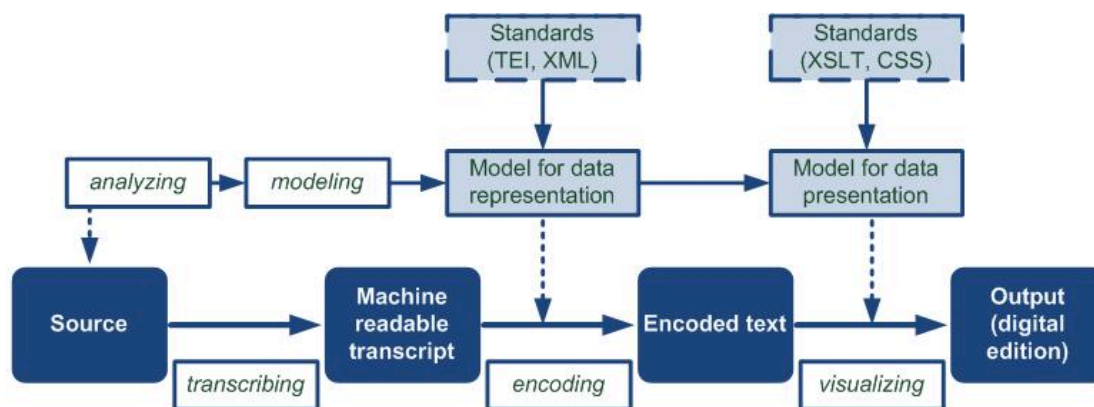 Standards
(TEI, XML)
Standards
(XSLT, CSS)
analyzing
modeling
Model for data
representation
Model for data
presentation
Source
Machine
readable
transcript
Encoded text
Output
(digital
edition)
transcribing
encoding
visualizing